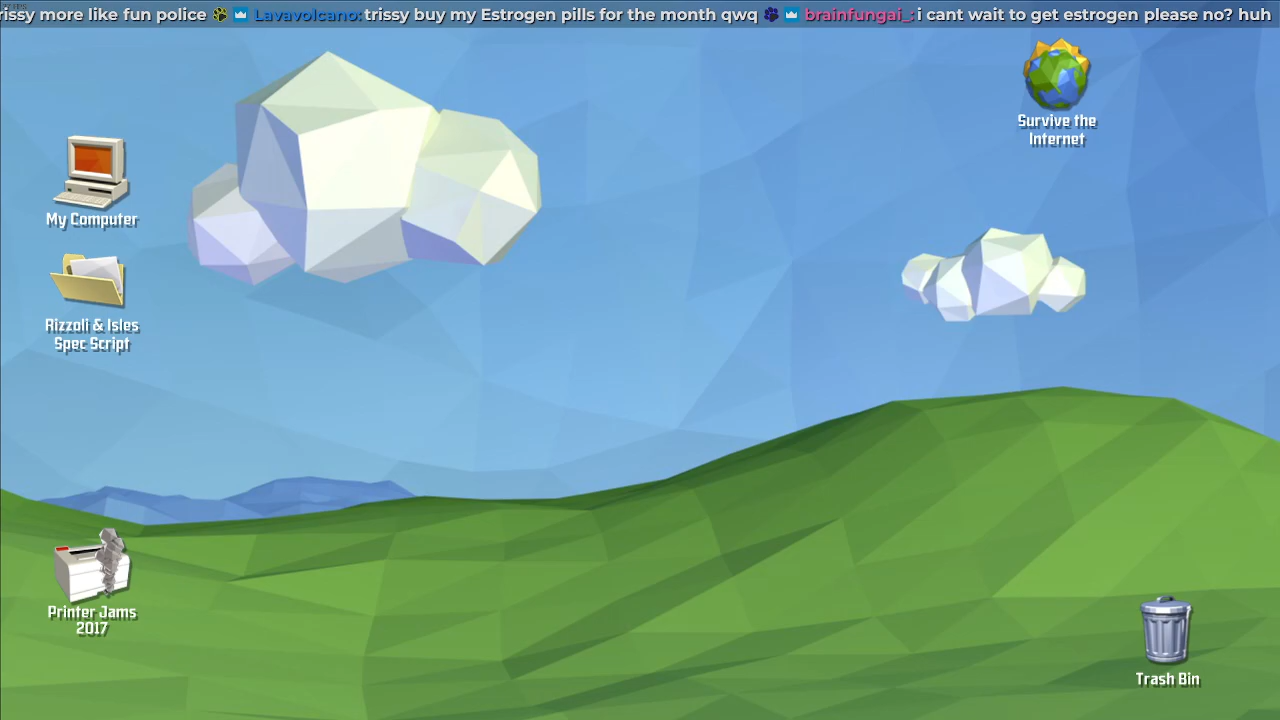 rissy more like fun police Lavavolcano: trissy buy my Estrogen pills for the month qwq brainfungai_: i cant wait to get estrogen please no? huh
Survive the
Internet
My Computer
Rizzoli & Isles
Spec Script
Printer Jams
2017
Trash Bin